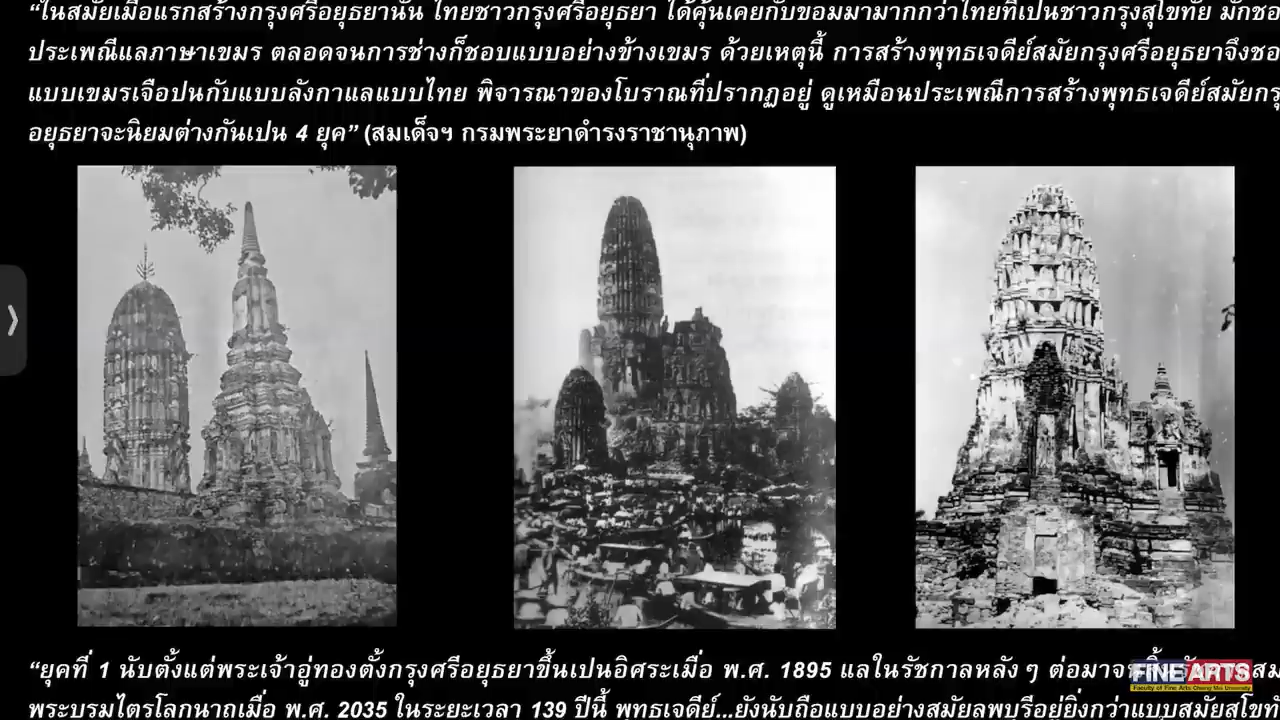 “ในสมัยเมื่อแรกสร้างกรุงศรีอยุธยานั้น ไทยชาวกรุงศรีอยุธยา ได้คุ้นเคยกับขอมมามากกว่าไทยที่เปนชาวกรุงสุโขทัย มักชอ
ประเพณีแลภาษาเขมร ตลอดจนการช่างก็ชอบแบบอย่างข้างเขมร ด้วยเหตุนี้ การสร้างพุทธเจดีย์สมัยกรุงศรีอยุธยาจึงชอ
แบบเขมรเจือปนกับแบบลังกาแลแบบไทย พิจารณาของโบราณที่ปรากฏอยู่ ดูเหมือนประเพณีการสร้างพุทธเจดีย์สมัยกรุ
อยุธยาจะนิยมต่างกันเปน 4 ยุค” (สมเด็จฯ กรมพระยาดำรงราชานุภาพ)
“ยุคที่ 1 นับตั้งแต่พระเจ้าอู่ทองตั้งกรุงศรีอยุธยาขึ้นเปนอิศระเมื่อ พ.ศ. 1895 แลในรัชกาลหลัง ๆ ต่อมาจน
พระบรมไตรโลกนาถเมื่อ พ.ศ. 2035 ในระยะเวลา 139 ปีนี้ พุทธเจดีย์...ยังนับถือแบบอย่างสมัยลพบุรีอยู่ยิ่งกว่าแบบสมัยสุโขทั
FINE ARTS
Faculty of Fine Arts Chiang Mai University